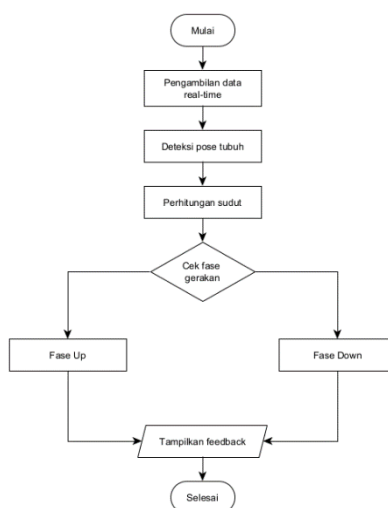 Mulai
Pengambilan data
real-time
Deteksi pose tubuh
Perhitungan sudut
Cek fase
gerakan
Fase Up
Fase Down
Tampilkan feedback
Selesai